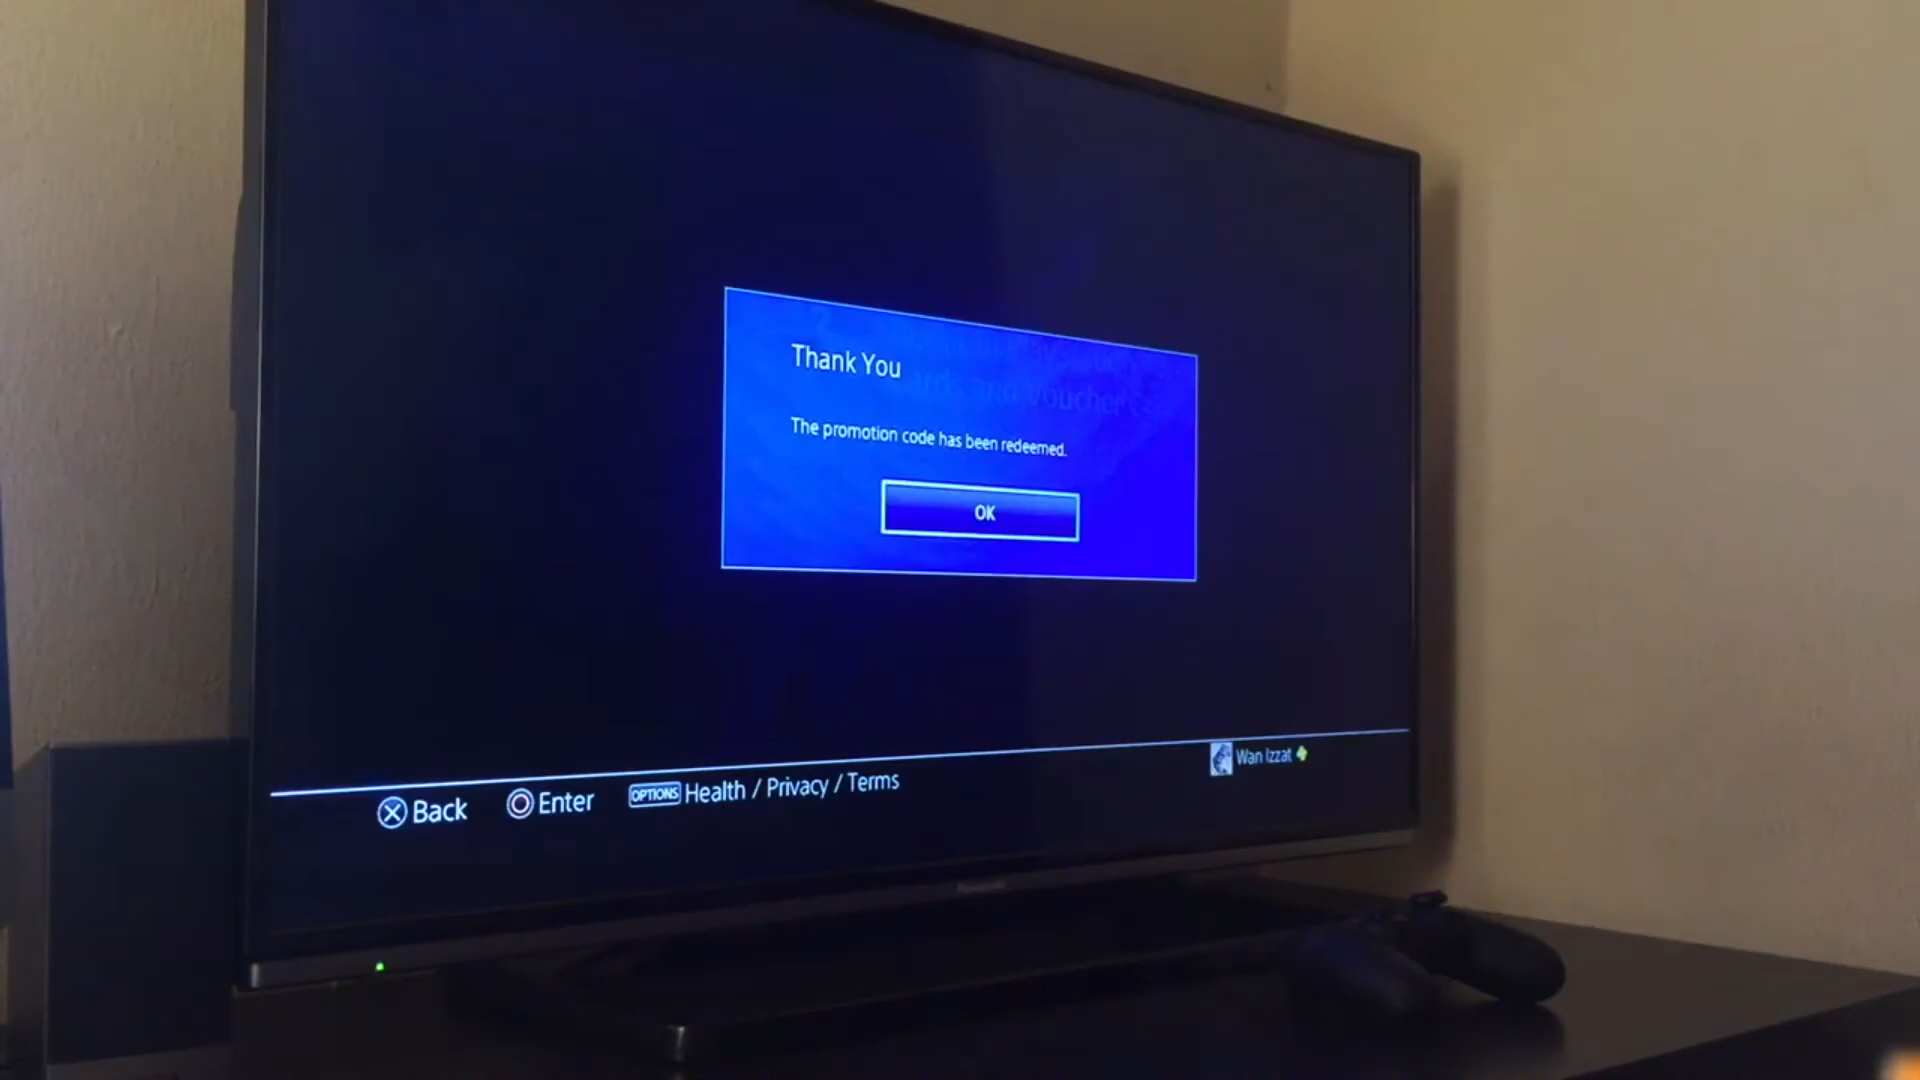 Thank You
The promotion code has been redeemed.
OK
Wan Izzat
Back
Enter
OPTIONS Health / Privacy / Terms